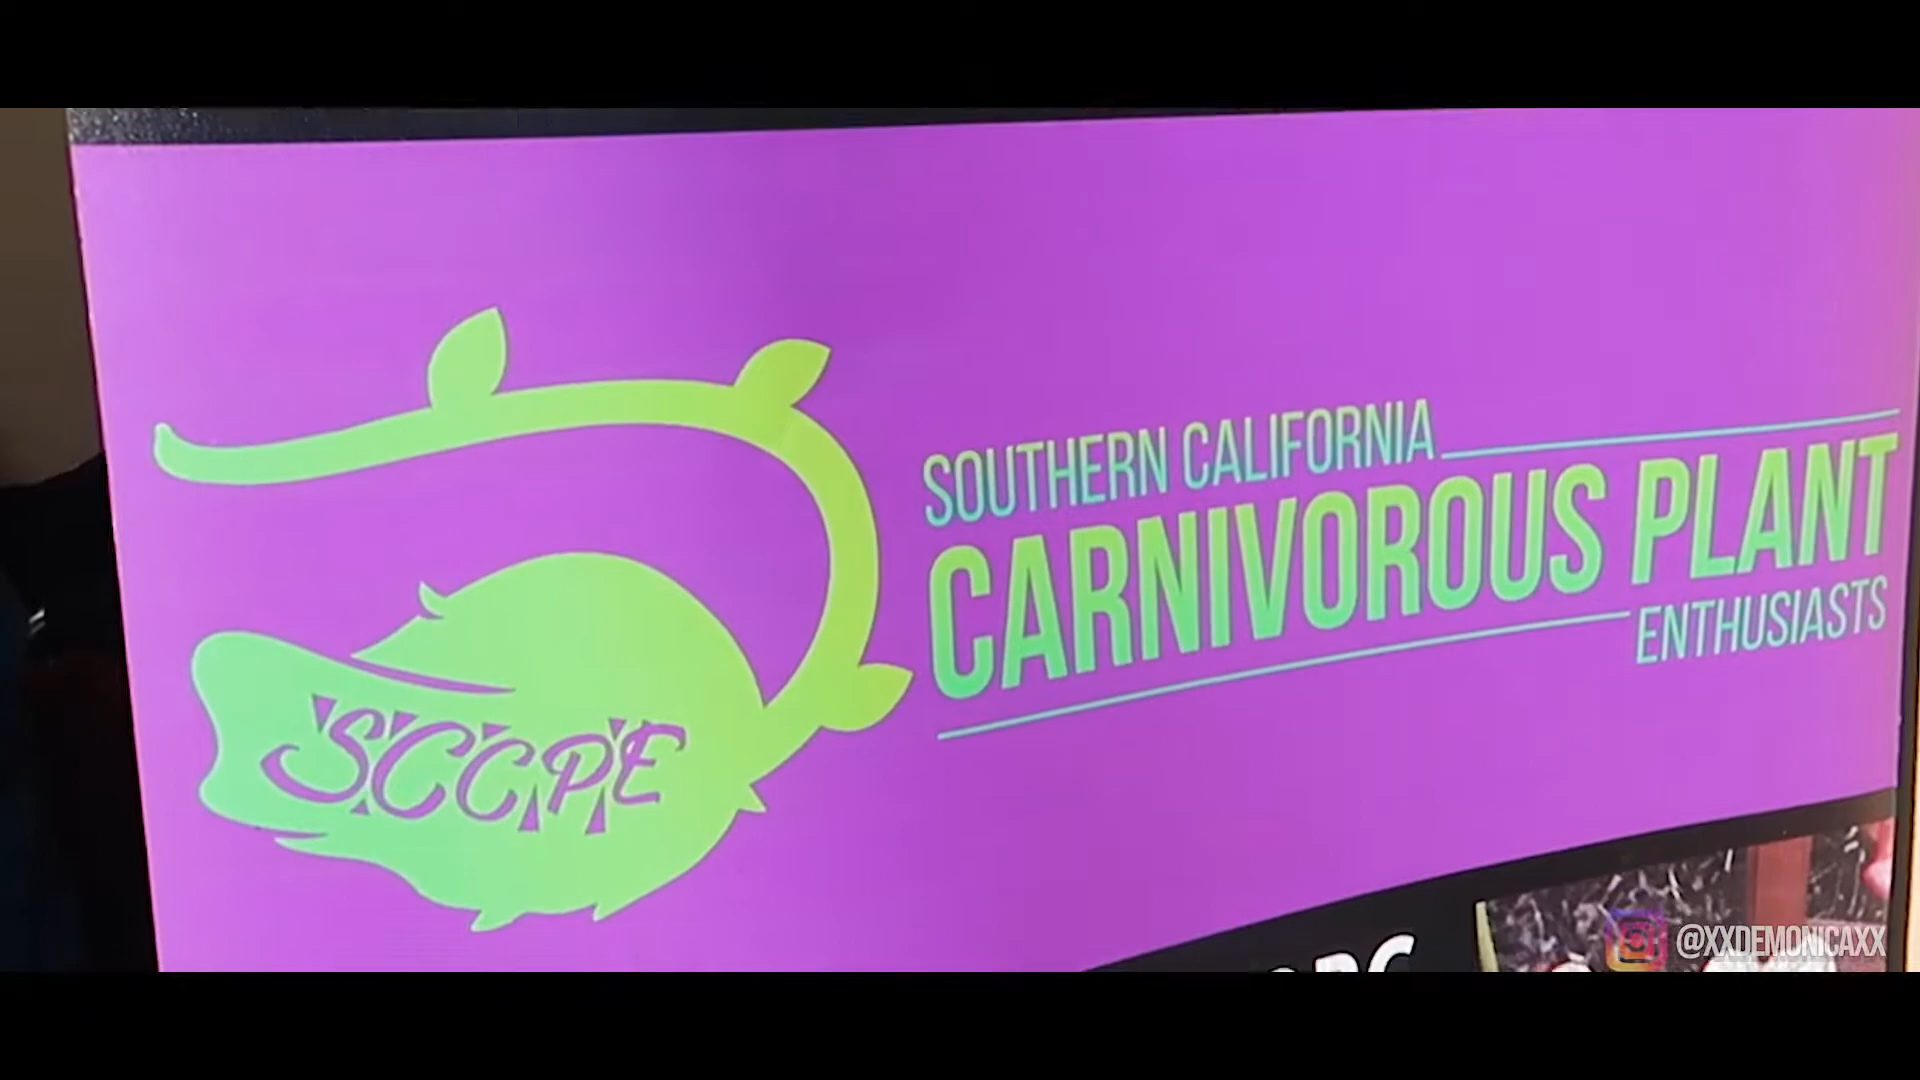 SOUTHERN CALIFORNIA
CARNIVOROUS PLANT
ENTHUSIASTS
SCCPE
@XXDEMONICAXX